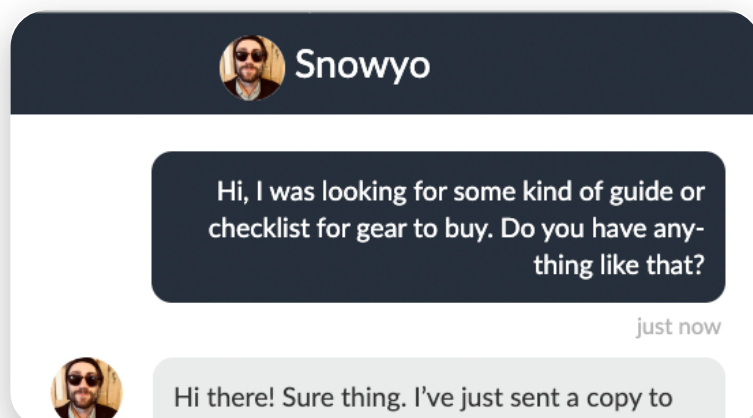 Snowyo
Hi, I was looking for some kind of guide or
checklist for gear to buy. Do you have any-
thing like that?
just now
Hi there! Sure thing. I’ve just sent a copy to